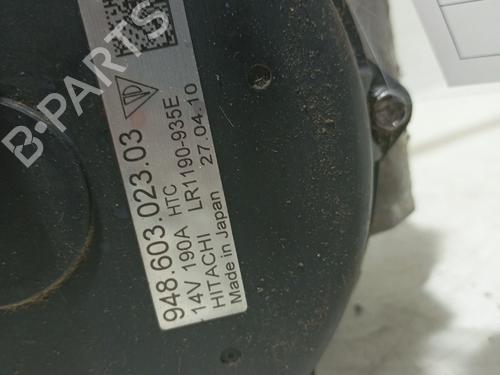 948.603.023.03
14V 190A HTC
HITACHI LR1190-935E
Made in Japan 27.04.10
B-PARTS